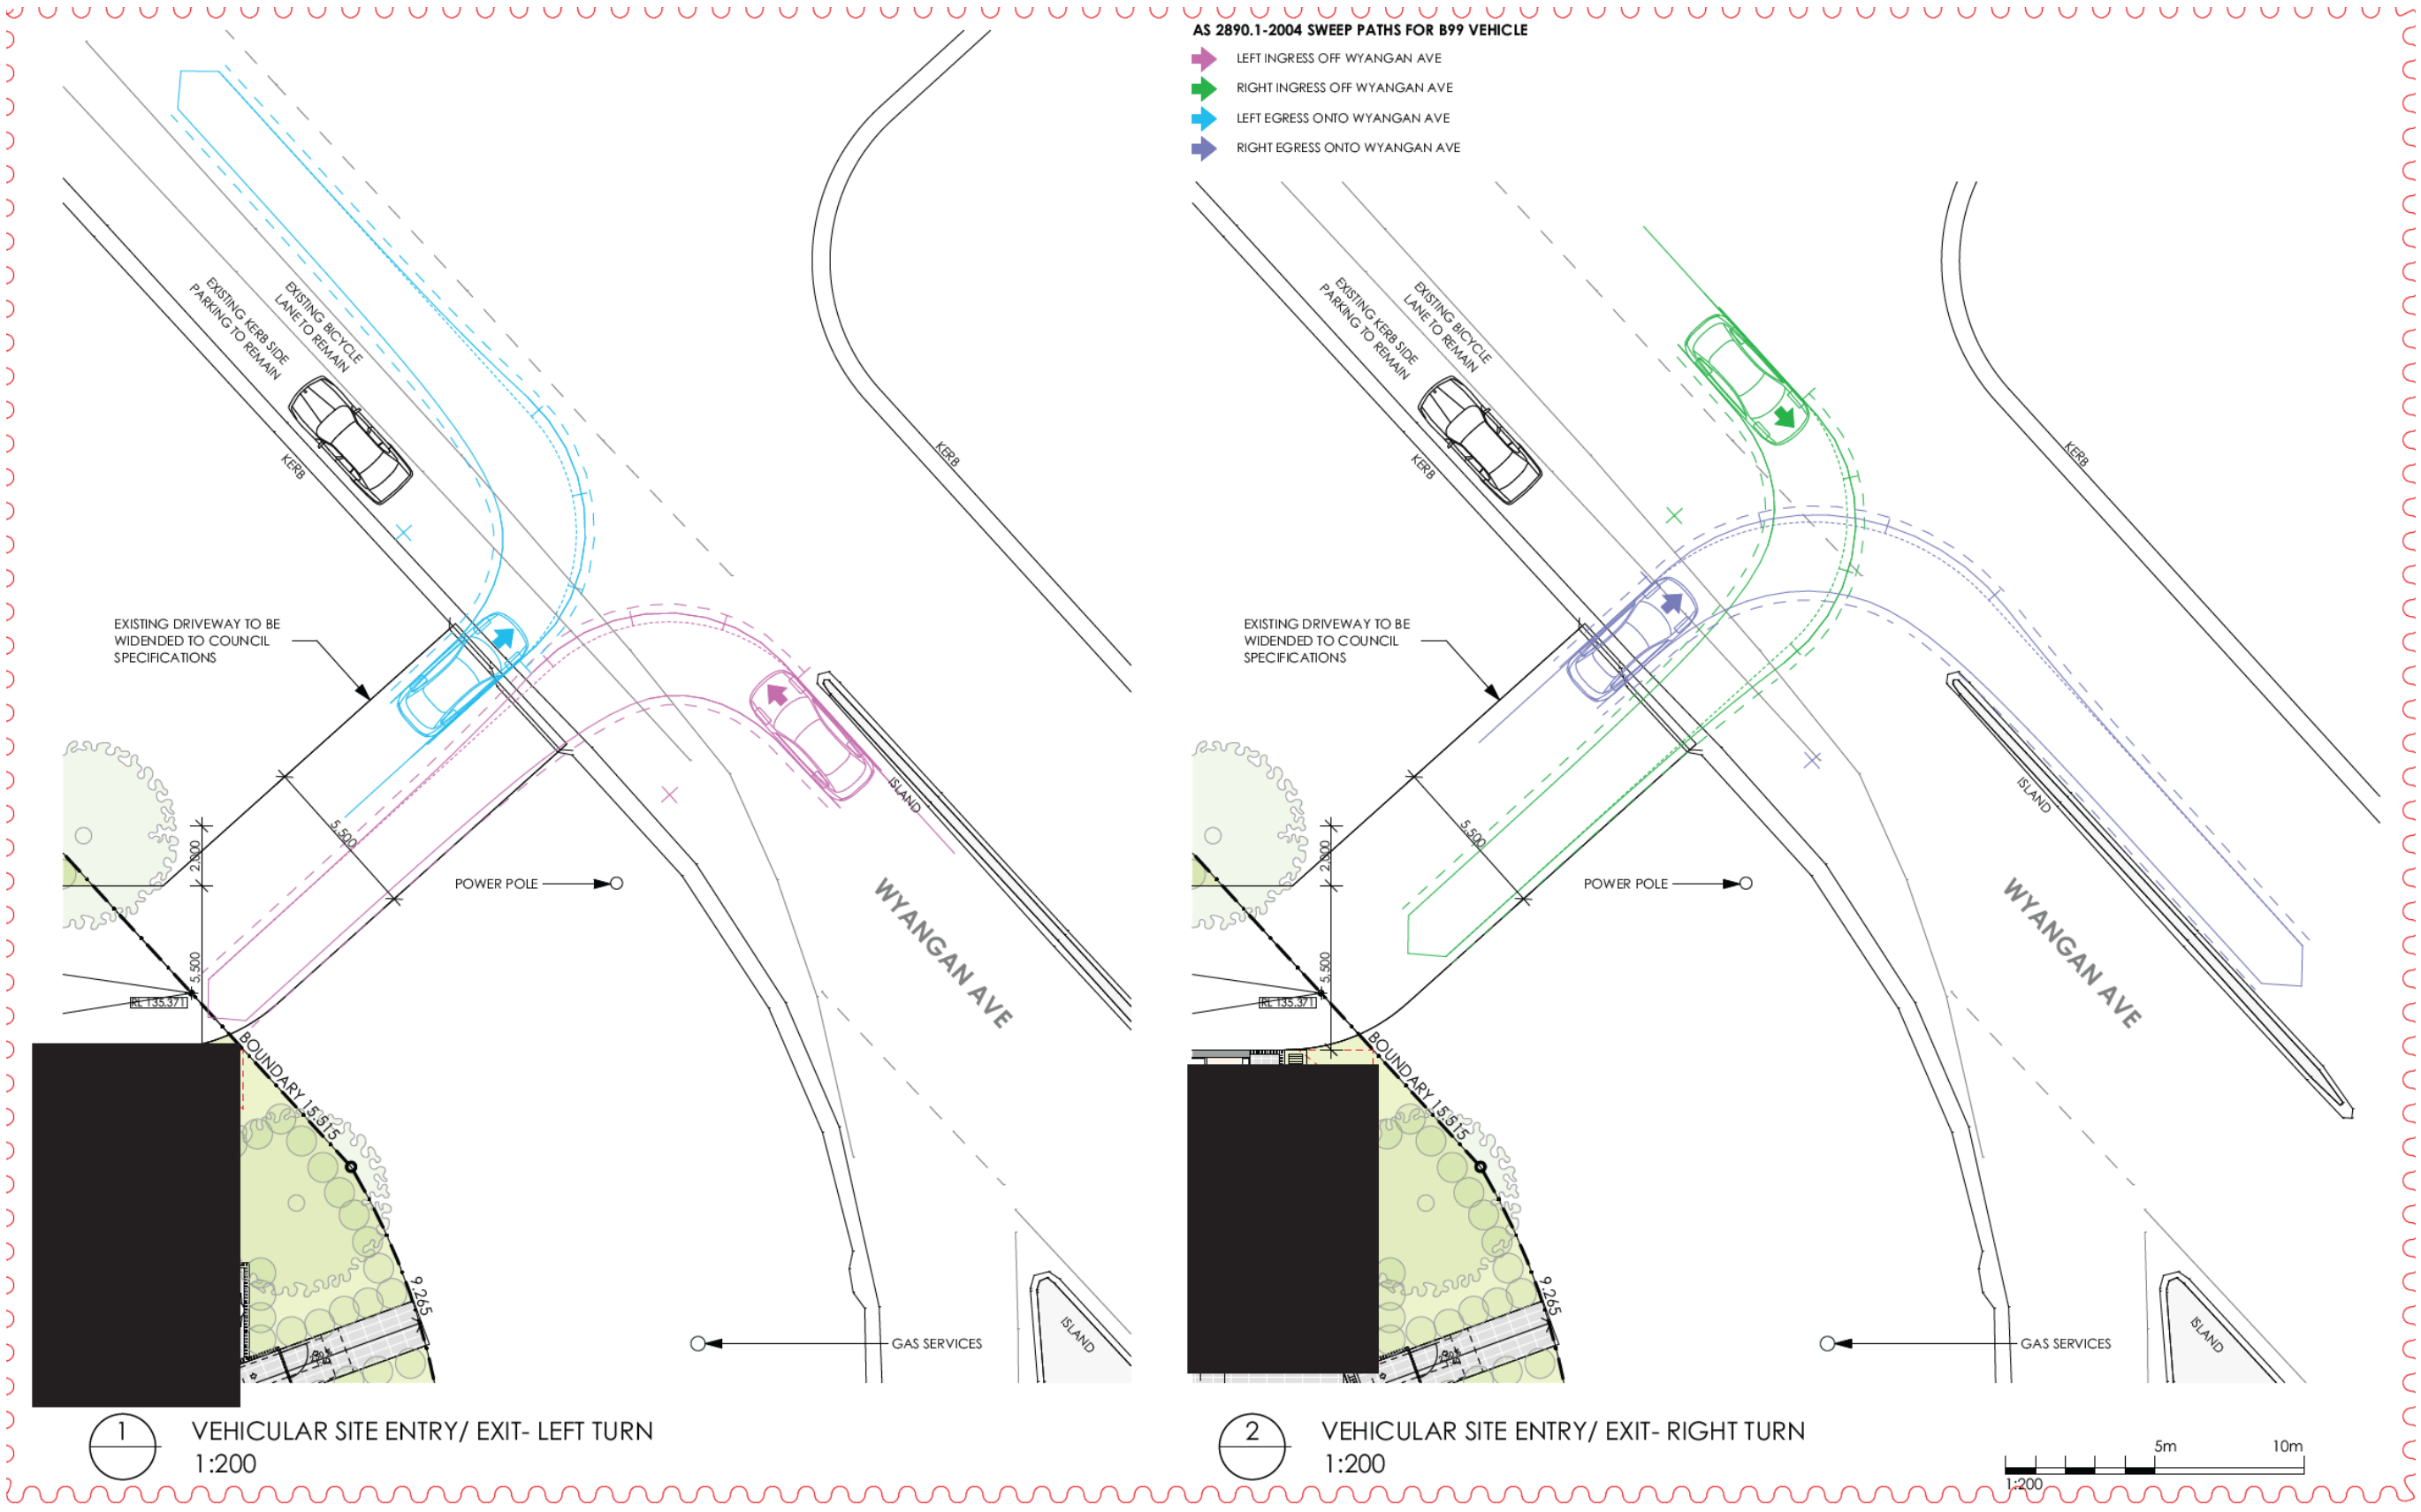 AS 2890.1-2004 SWEEP PATHS FOR B99 VEHICLE
LEFT INGRESS OFF WYANGAN AVE
RIGHT INGRESS OFF WYANGAN AVE
LEFT EGRESS ONTO WYANGAN AVE
RIGHT EGRESS ONTO WYANGAN AVE
EXISTING BICYCLE
LANE TO REMAIN
EXISTING KERB SIDE
PARKING TO REMAIN
KERB
KERB
EXISTING DRIVEWAY TO BE
WIDENDED TO COUNCIL
SPECIFICATIONS
5,500
2,000
5,500
POWER POLE
ISLAND
WYANGAN AVE
RL 135.371
BOUNDARY 15.515
9.265
GAS SERVICES
ISLAND
1
VEHICULAR SITE ENTRY/ EXIT- LEFT TURN
1:200
EXISTING BICYCLE
LANE TO REMAIN
EXISTING KERB SIDE
PARKING TO REMAIN
KERB
KERB
EXISTING DRIVEWAY TO BE
WIDENDED TO COUNCIL
SPECIFICATIONS
5,500
2,000
5,500
POWER POLE
ISLAND
WYANGAN AVE
RL 135.371
BOUNDARY 15.515
9.265
GAS SERVICES
ISLAND
2
VEHICULAR SITE ENTRY/ EXIT- RIGHT TURN
1:200
5m
10m
1:200